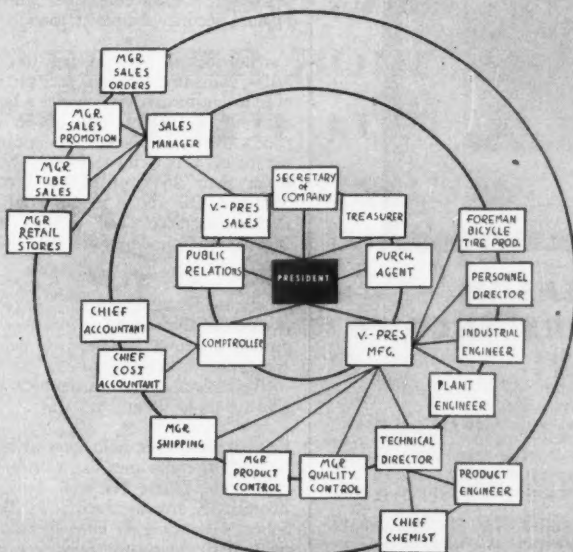 MGR.
SALES
ORDERS
MGR.
SALES
PROMOTION
SALES
MANAGER
MGR.
TUBE
SALES
MGR
RETAIL
STORES
SECRETARY
of
COMPANY
V.-PRES
SALES
TREASURER
PUBLIC
RELATIONS
PRESIDENT
PURCH.
AGENT
FOREMAN
BICYCLE
TIRE PROD.
PERSONNEL
DIRECTOR
INDUSTRIAL
ENGINEER
PLANT
ENGINEER
CHIEF
ACCOUNTANT
CHIEF
COST
ACCOUNTANT
COMPTROLLER
V.-PRES.
MFG.
MGR.
SHIPPING
MGR.
PRODUCT
CONTROL
MGR.
QUALITY
CONTROL
TECHNICAL
DIRECTOR
PRODUCT
ENGINEER
CHIEF
CHEMIST